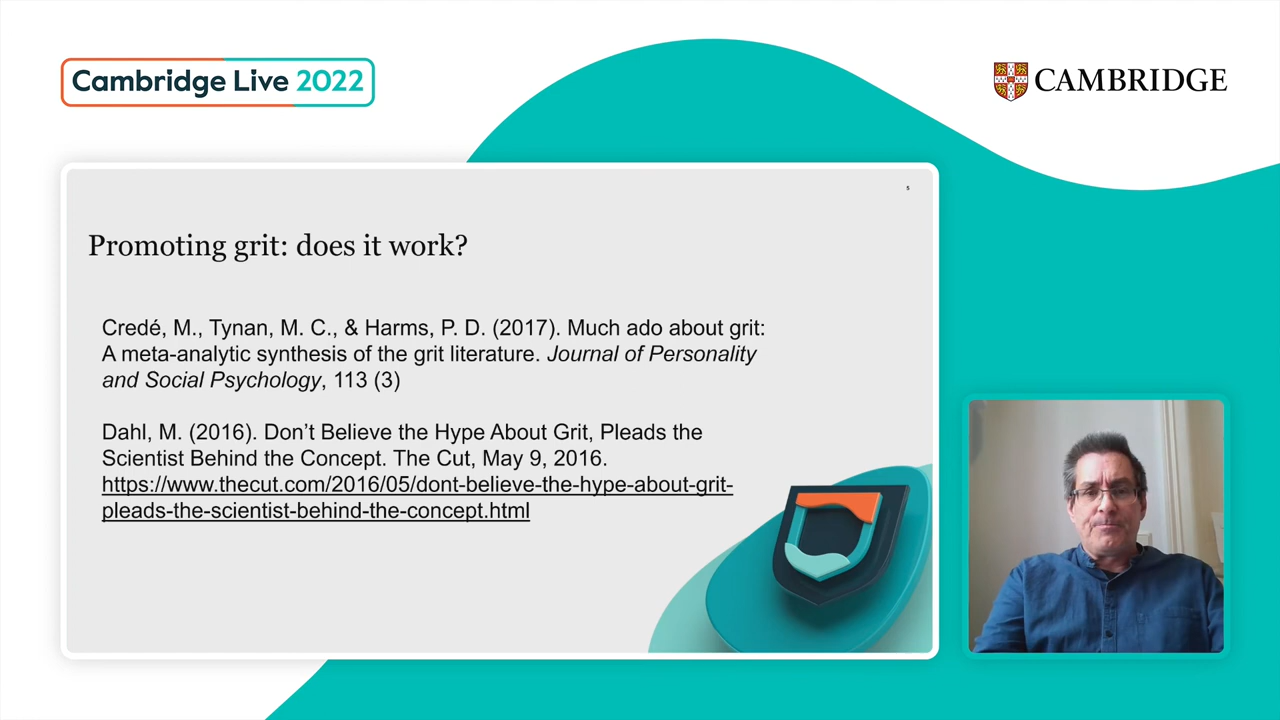 Cambridge Live 2022
CAMBRIDGE
5
Promoting grit: does it work?
Credé, M., Tynan, M. C., & Harms, P. D. (2017). Much ado about grit:
A meta-analytic synthesis of the grit literature. Journal of Personality
and Social Psychology, 113 (3)
Dahl, M. (2016). Don’t Believe the Hype About Grit, Pleads the
Scientist Behind the Concept. The Cut, May 9, 2016.
https://www.thecut.com/2016/05/dont-believe-the-hype-about-grit-
pleads-the-scientist-behind-the-concept.html